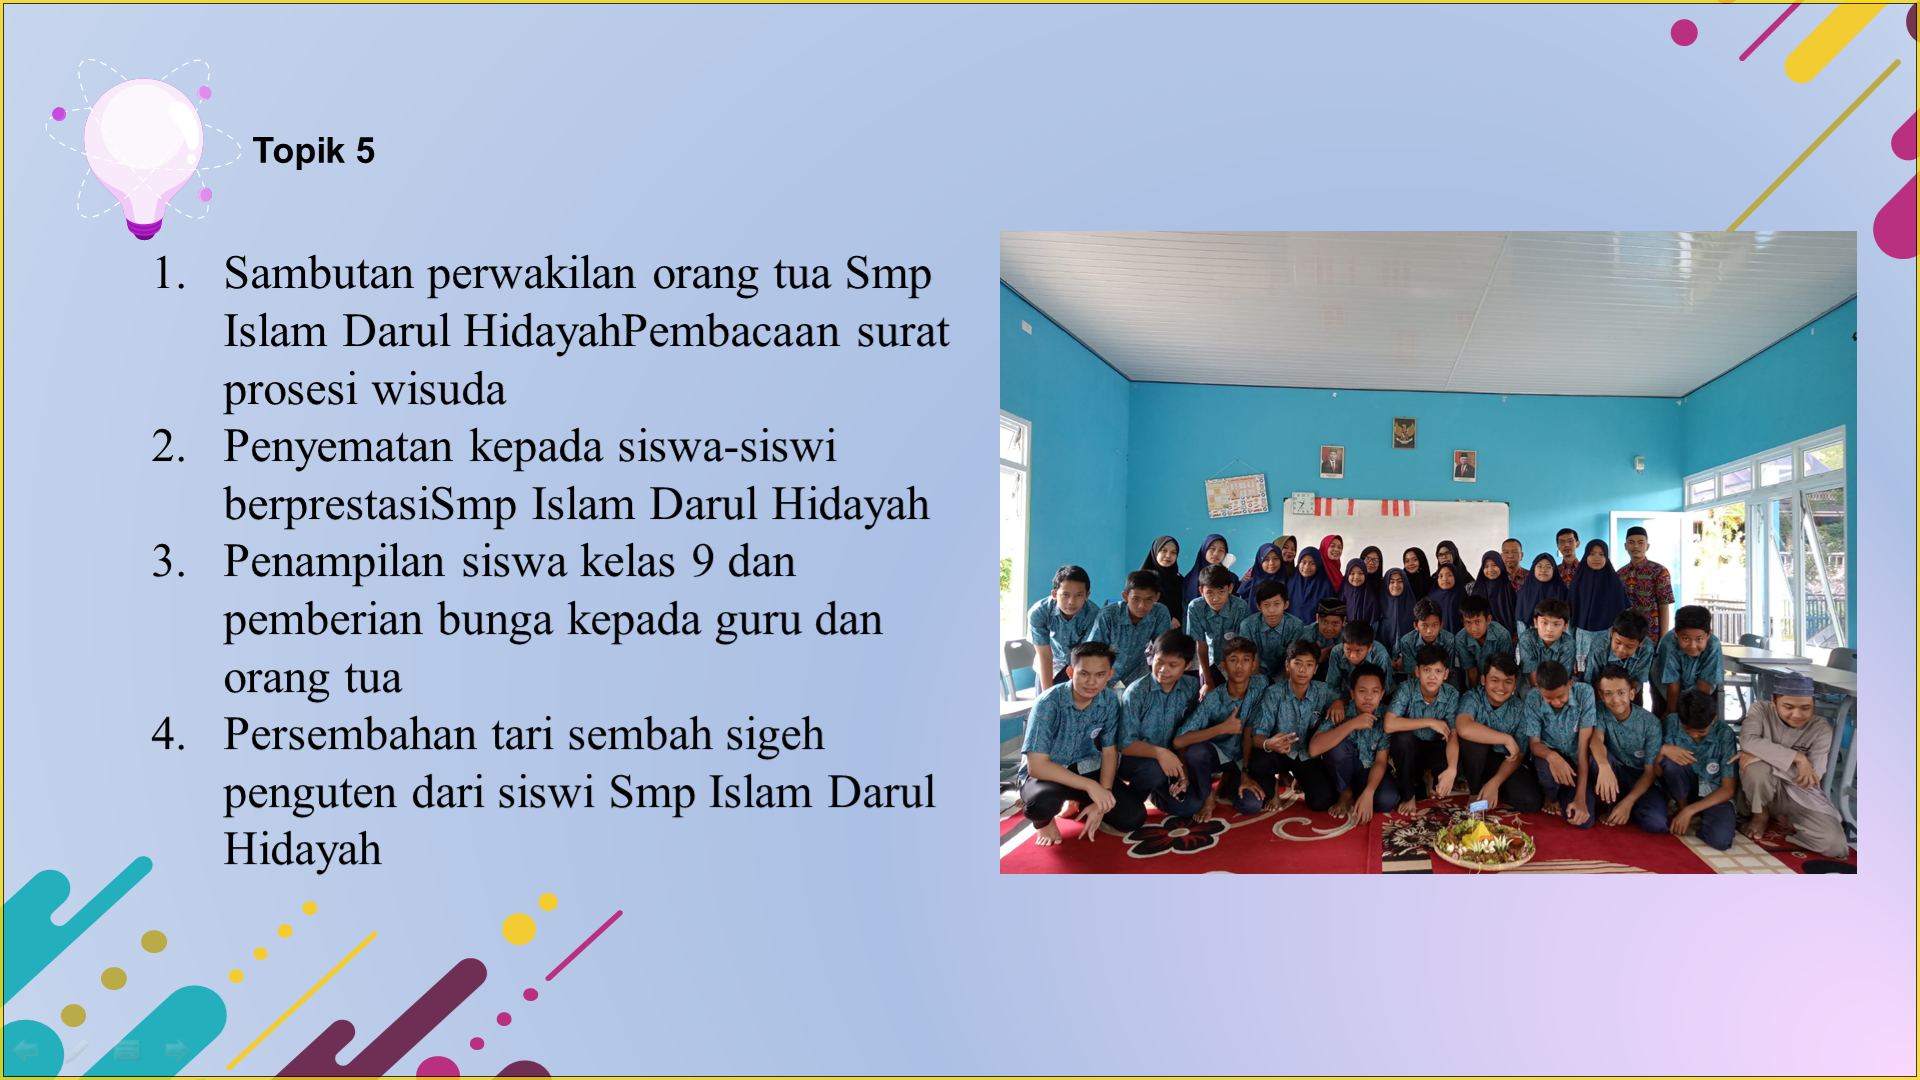 Topik 5
1. Sambutan perwakilan orang tua Smp
Islam Darul HidayahPembacaan surat
prosesi wisuda
2. Penyematan kepada siswa-siswi
berprestasiSmp Islam Darul Hidayah
3. Penampilan siswa kelas 9 dan
pemberian bunga kepada guru dan
orang tua
4. Persembahan tari sembah sigeh
penguten dari siswi Smp Islam Darul
Hidayah